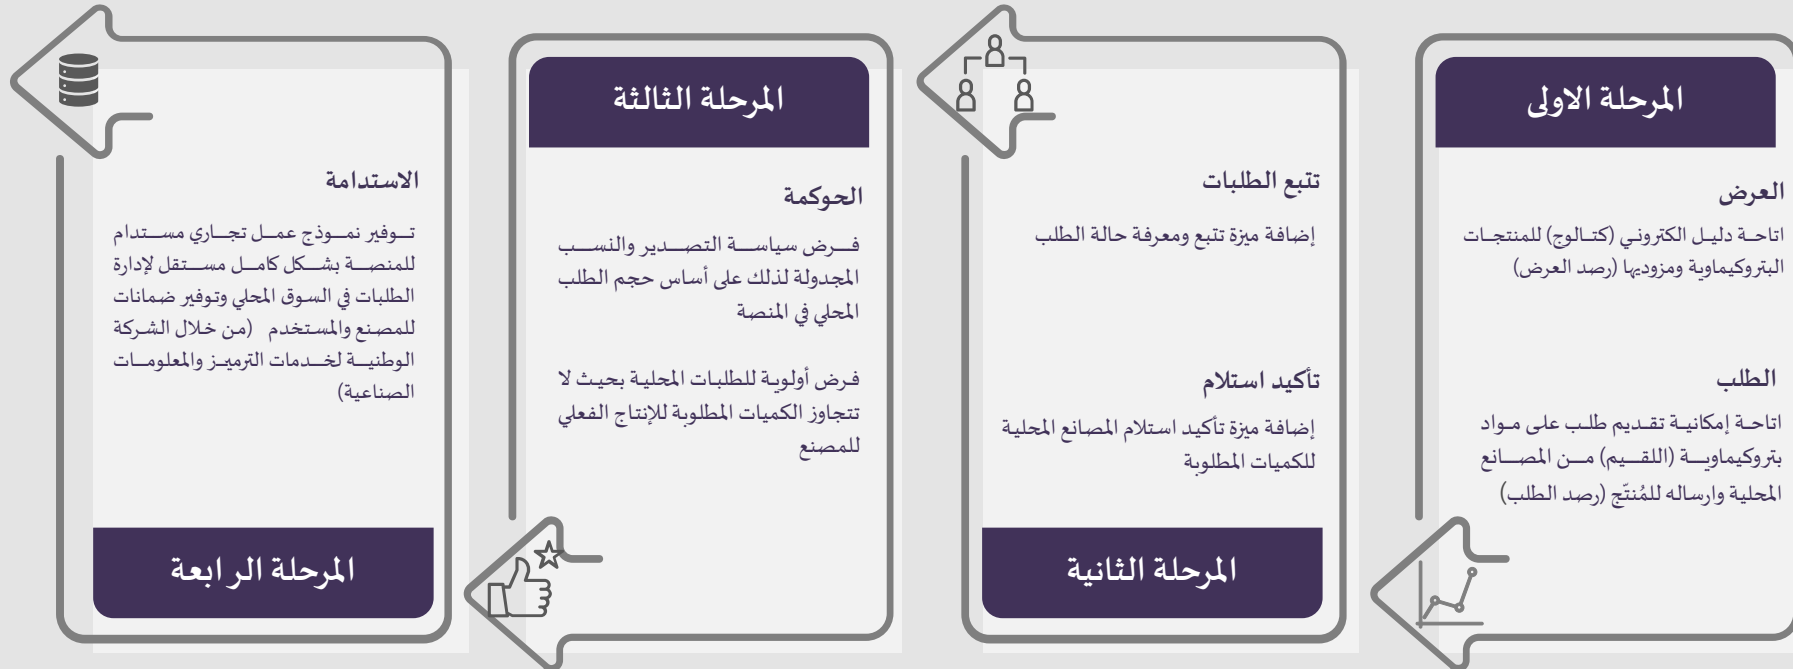 المرحلة الاولى
العرض
اتاحة دليل الكتروني (كتالوج) للمنتجات
البتروكيماوية ومزوديها (رصد العرض)
الطلب
اتاحة إمكانية تقديم طلب على مواد
بتروكيماوية (اللقيم) من المصانع
المحلية وارساله للمُنتّج (رصد الطلب)
تتبع الطلبات
إضافة ميزة تتبع ومعرفة حالة الطلب
تأكيد استلام
إضافة ميزة تأكيد استلام المصانع المحلية
للكميات المطلوبة
المرحلة الثانية
المرحلة الثالثة
الحوكمة
فرض سياسة التصدير والنسب
المجدولة لذلك على أساس حجم الطلب
المحلي في المنصة
فرض أولوية للطلبات المحلية بحيث لا
تتجاوز الكميات المطلوبة للإنتاج الفعلي
للمصنع
الاستدامة
توفير نموذج عمل تجاري مستدام
للمنصة بشكل كامل مستقل لإدارة
الطلبات في السوق المحلي وتوفير ضمانات
للمصنع والمستخدم (من خلال الشركة
الوطنية لخدمات الترميز والمعلومات
الصناعية)
المرحلة الرابعة